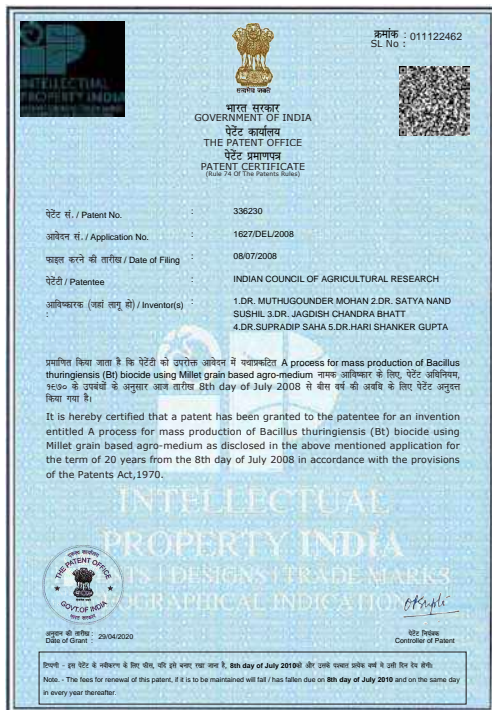 INTELLECTUAL
PROPERTY INDIA
क्रमांक : 011122462
SL No :
सत्यमेव जयते
भारत सरकार
GOVERNMENT OF INDIA
पेटेंट कार्यालय
THE PATENT OFFICE
पेटेंट प्रमाणपत्र
PATENT CERTIFICATE
(Rule 74 Of The Patents Rules)
पेटेंट सं. / Patent No. : 336230
आवेदन सं. / Application No. : 1627/DEL/2008
फाइल करने की तारीख / Date of Filing : 08/07/2008
पेटेंटी / Patentee : INDIAN COUNCIL OF AGRICULTURAL RESEARCH
आविष्कारक (जहां लागू हो) / Inventor(s) : 1.DR. MUTHUGOUNDER MOHAN 2.DR. SATYA NAND
SUSHIL 3.DR. JAGDISH CHANDRA BHATT
4.DR.SUPRADIP SAHA 5.DR.HARI SHANKER GUPTA
प्रमाणित किया जाता है कि पेटेंटी को उपरोक्त आवेदन में यथाप्रकटित A process for mass production of Bacillus
thuringiensis (Bt) biocide using Millet grain based agro-medium नामक आविष्कार के लिए, पेटेंट अधिनियम,
१९७० के उपबंधों के अनुसार आज तारीख 8th day of July 2008 से बीस वर्ष की अवधि के लिए पेटेंट अनुदत्त
किया गया है।
It is hereby certified that a patent has been granted to the patentee for an invention
entitled A process for mass production of Bacillus thuringiensis (Bt) biocide using
Millet grain based agro-medium as disclosed in the above mentioned application for
the term of 20 years from the 8th day of July 2008 in accordance with the provisions
of the Patents Act,1970.
INTELLECTUAL
PROPERTY INDIA
DESIGNS TRADE MARKS
GEOGRAPHICAL INDICATIONS
THE PATENT OFFICE
GOVT.OF INDIA
अनुदान की तारीख : 29/04/2020
Date of Grant :
पेटेंट नियंत्रक
Controller of Patent
टिप्पणी - इस पेटेंट के नवीकरण के लिए फीस, यदि इसे बनाए रखा जाना है, 8th day of July 2010को और उसके पश्चात प्रत्येक वर्ष मे उसी दिन देय होगी।
Note. - The fees for renewal of this patent, if it is to be maintained will fall / has fallen due on 8th day of July 2010 and on the same day
in every year thereafter.